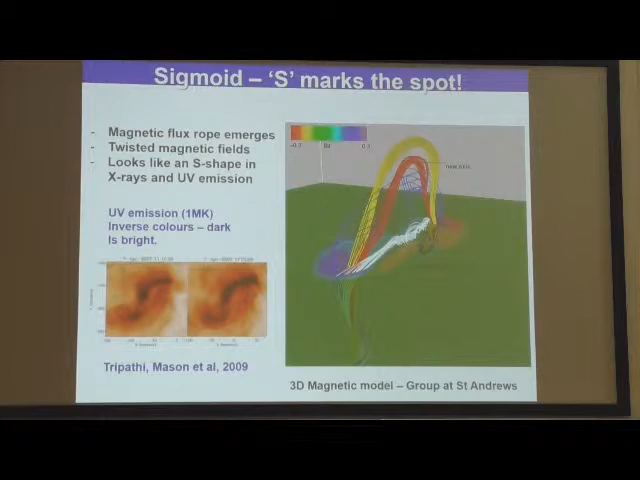 Sigmoid – 'S' marks the spot!
- Magnetic flux rope emerges
- Twisted magnetic fields
- Looks like an S-shape in
X-rays and UV emission
UV emission (1MK)
Inverse colours – dark
Is bright.
Tripathi, Mason et al, 2009
3D Magnetic model – Group at St Andrews